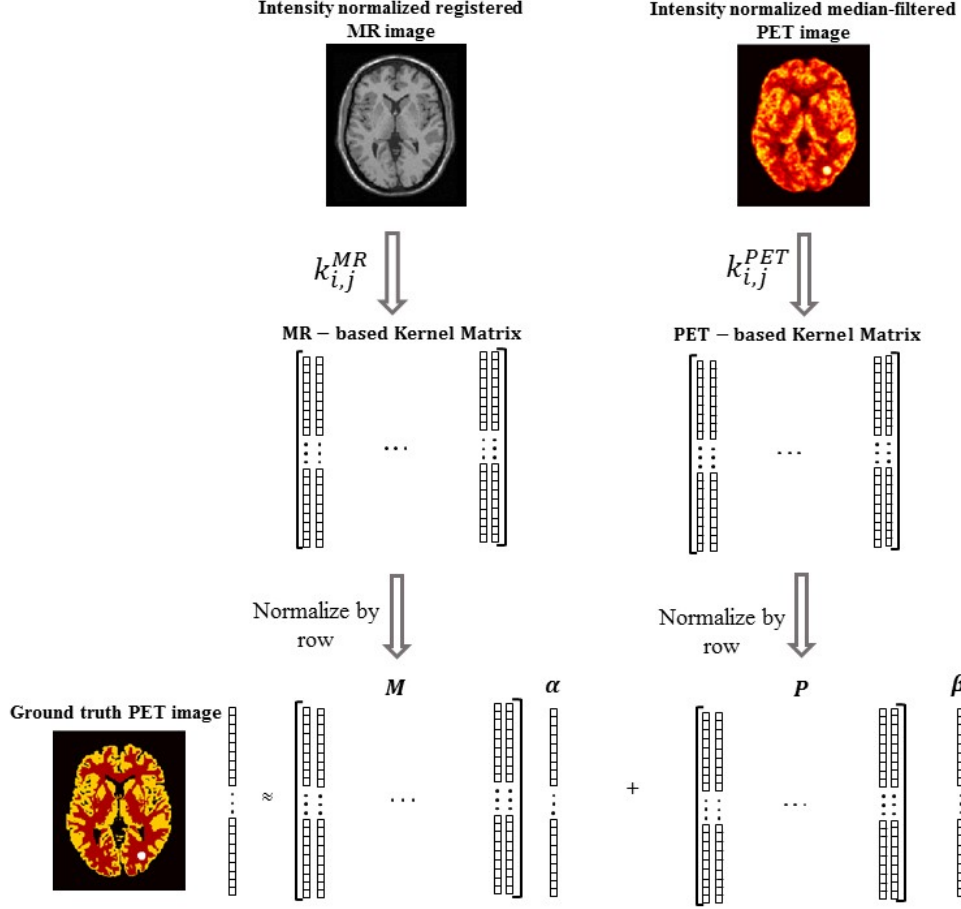 Intensity normalized registered
MR image
Intensity normalized median-filtered
PET image
$k_{i,j}^{MR}$
$k_{i,j}^{PET}$
MR − based Kernel Matrix
PET − based Kernel Matrix
...
...
Normalize by
row
Normalize by
row
M
α
P
β
Ground truth PET image
≈
...
+
...